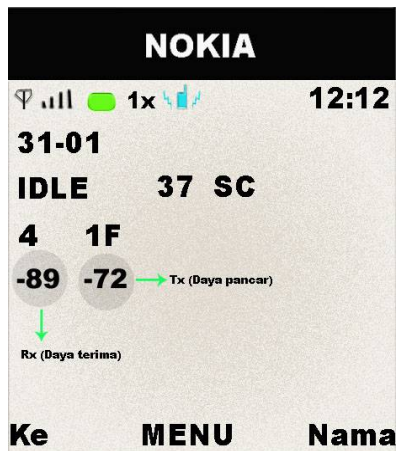 NOKIA
1x 12:12
31-01
IDLE 37 SC
4 1F
-89 -72 Tx (Daya pancar)
Rx (Daya terima)
Ke MENU Nama